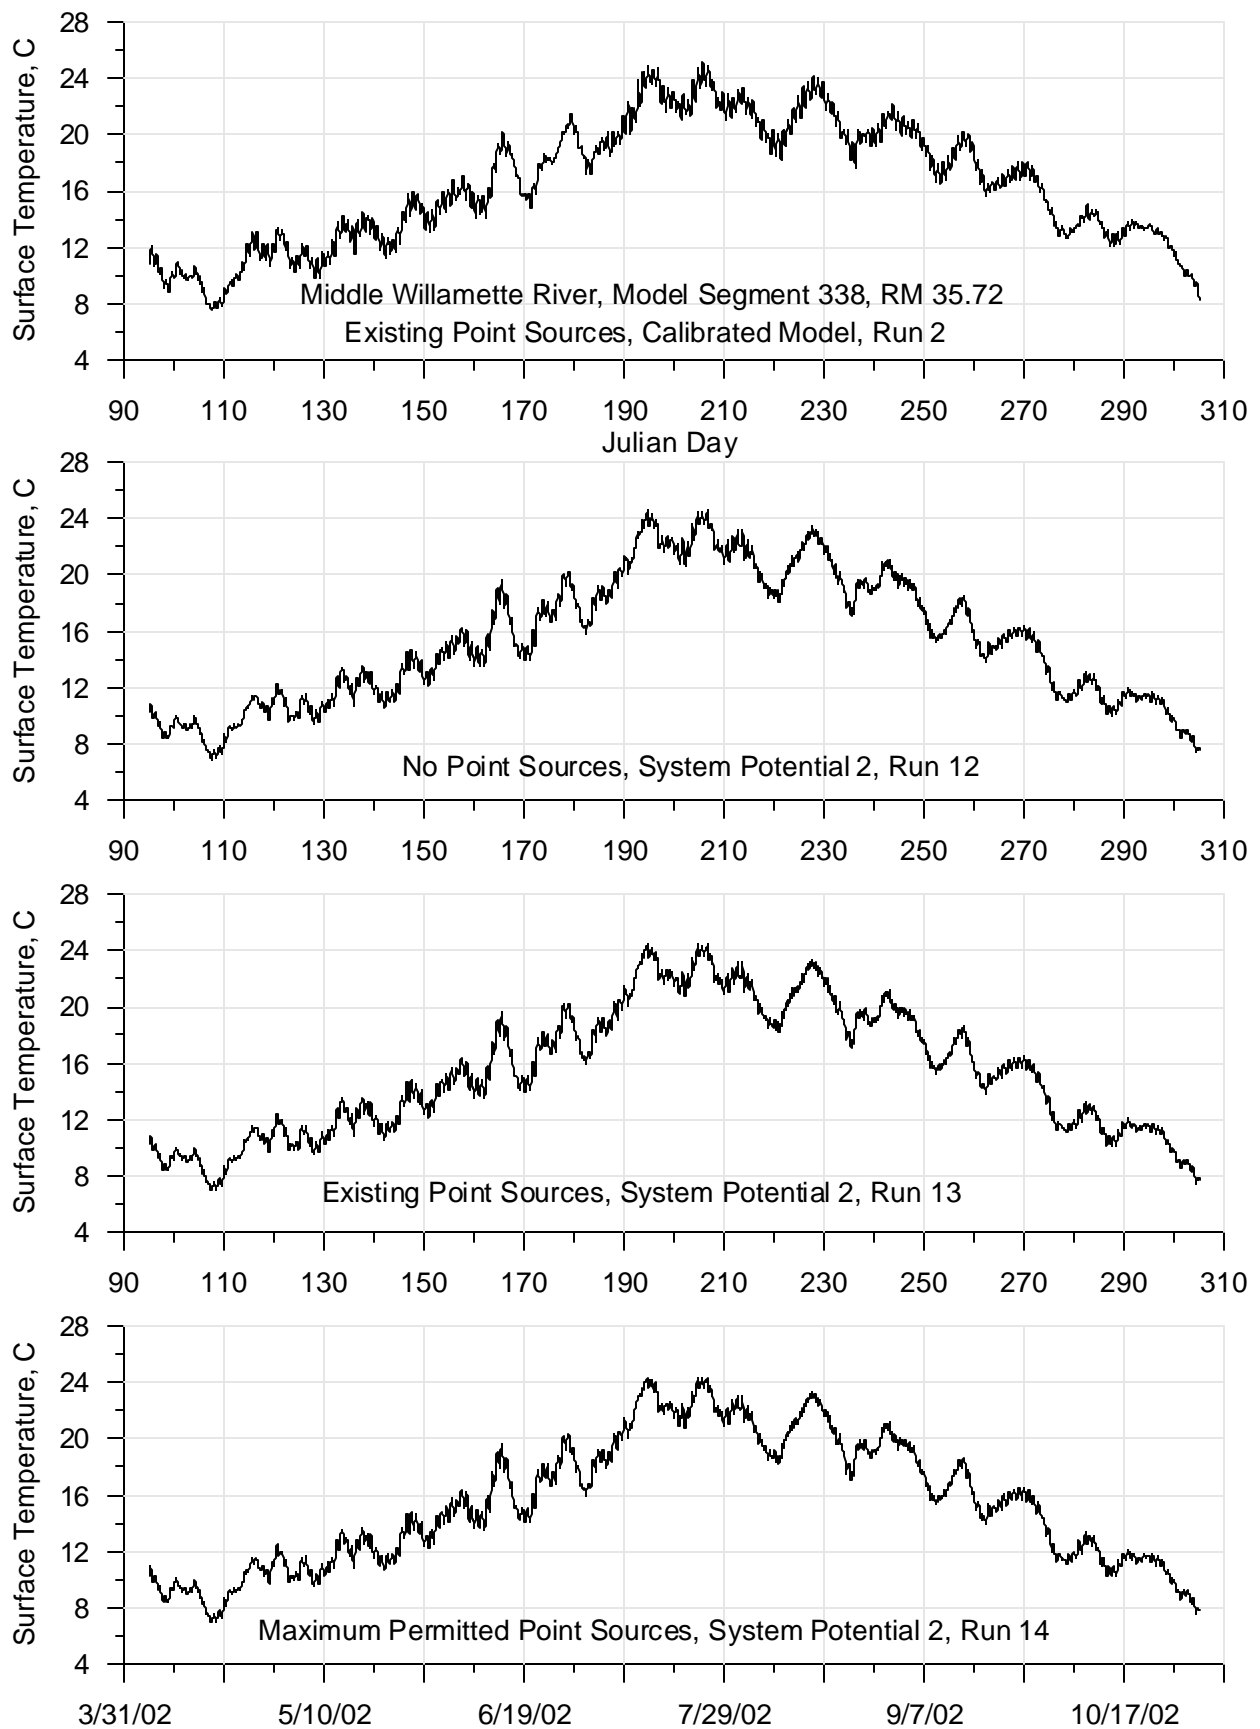 28
24
20
16
12
8
4
Surface Temperature, C
Middle Willamette River, Model Segment 338, RM 35.72
Existing Point Sources, Calibrated Model, Run 2
90 110 130 150 170 190 210 230 250 270 290 310
Julian Day
28
24
20
16
12
8
4
Surface Temperature, C
No Point Sources, System Potential 2, Run 12
90 110 130 150 170 190 210 230 250 270 290 310
28
24
20
16
12
8
4
Surface Temperature, C
Existing Point Sources, System Potential 2, Run 13
90 110 130 150 170 190 210 230 250 270 290 310
28
24
20
16
12
8
4
Surface Temperature, C
Maximum Permitted Point Sources, System Potential 2, Run 14
3/31/02 5/10/02 6/19/02 7/29/02 9/7/02 10/17/02